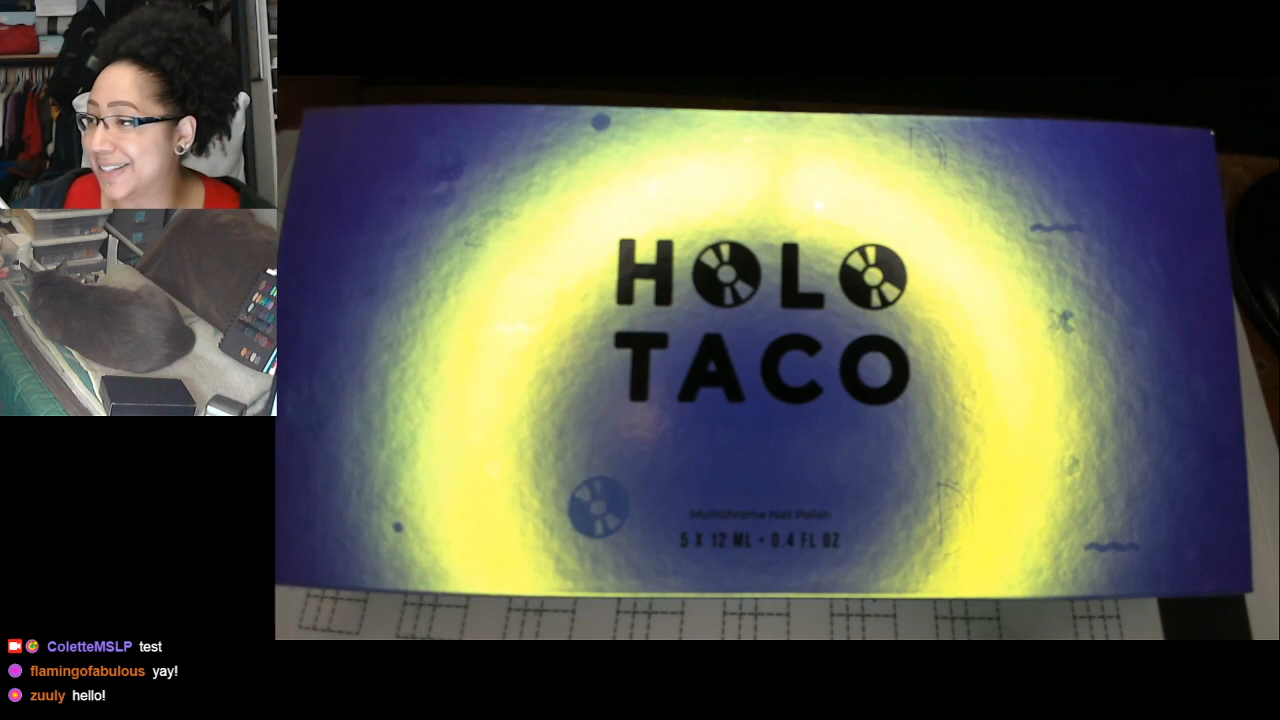 HOLO
TACO
Multichrome Nail Polish
5 X 12 ML • 0.4 FL OZ
ColetteMSLP test
flamingofabulous yay!
zuuly hello!